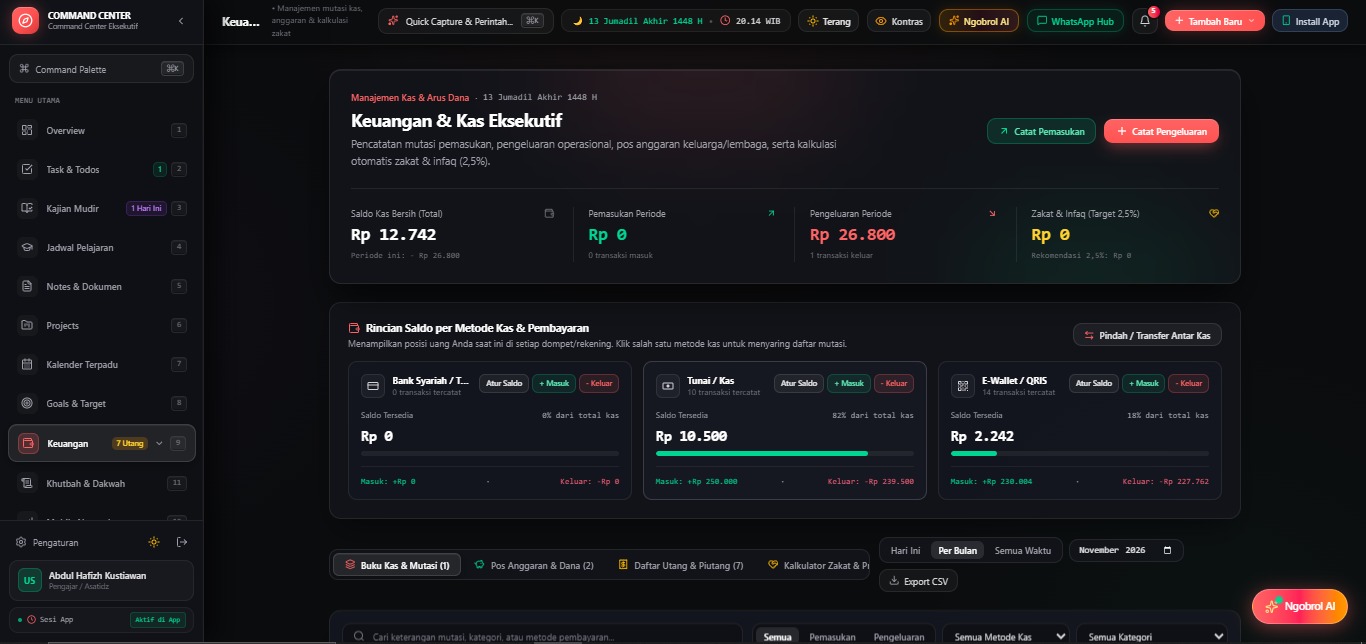 COMMAND CENTER
Command Center Eksekutif
Command Palette ⌘K
MENU UTAMA
Overview 1
Task & Todos 1 2
Kajian Mudir 1 Hari Ini 3
Jadwal Pelajaran 4
Notes & Dokumen 5
Projects 6
Kalender Terpadu 7
Goals & Target 8
Keuangan 7 Utang 9
Khutbah & Dakwah 11
Pengaturan
US
Abdul Hafizh Kustiawan
Pengajar / Asatidz
Sesi App Aktif di App
Keua...
• Manajemen mutasi kas,
anggaran & kalkulasi
zakat
Quick Capture & Perintah... ⌘K
13 Jumadil Akhir 1448 H • 20.14 WIB
Terang
Kontras
Ngobrol AI
WhatsApp Hub
5
+ Tambah Baru
Install App
Manajemen Kas & Arus Dana · 13 Jumadil Akhir 1448 H
Keuangan & Kas Eksekutif
Pencatatan mutasi pemasukan, pengeluaran operasional, pos anggaran keluarga/lembaga, serta kalkulasi
otomatis zakat & infaq (2,5%).
Catat Pemasukan
+ Catat Pengeluaran
Saldo Kas Bersih (Total)
Rp 12.742
Periode ini: - Rp 26.800
Pemasukan Periode
Rp 0
0 transaksi masuk
Pengeluaran Periode
Rp 26.800
1 transaksi keluar
Zakat & Infaq (Target 2,5%)
Rp 0
Rekomendasi 2,5%: Rp 0
Rincian Saldo per Metode Kas & Pembayaran
Menampilkan posisi uang Anda saat ini di setiap dompet/rekening. Klik salah satu metode kas untuk menyaring daftar mutasi.
Pindah / Transfer Antar Kas
Bank Syariah / T...
0 transaksi tercatat
Atur Saldo + Masuk - Keluar
Saldo Tersedia 0% dari total kas
Rp 0
Masuk: +Rp 0 · Keluar: -Rp 0
Tunai / Kas
10 transaksi tercatat
Atur Saldo + Masuk - Keluar
Saldo Tersedia 82% dari total kas
Rp 10.500
Masuk: +Rp 250.000 · Keluar: -Rp 239.500
E-Wallet / QRIS
14 transaksi tercatat
Atur Saldo + Masuk - Keluar
Saldo Tersedia 18% dari total kas
Rp 2.242
Masuk: +Rp 230.004 · Keluar: -Rp 227.762
Buku Kas & Mutasi (1)
Pos Anggaran & Dana (2)
Daftar Utang & Piutang (7)
Kalkulator Zakat & P
Hari Ini Per Bulan Semua Waktu
November 2026
Export CSV
Cari keterangan mutasi, kategori, atau metode pembayaran...
Semua Pemasukan Pengeluaran
Semua Metode Kas
Semua Kategori
Ngobrol AI